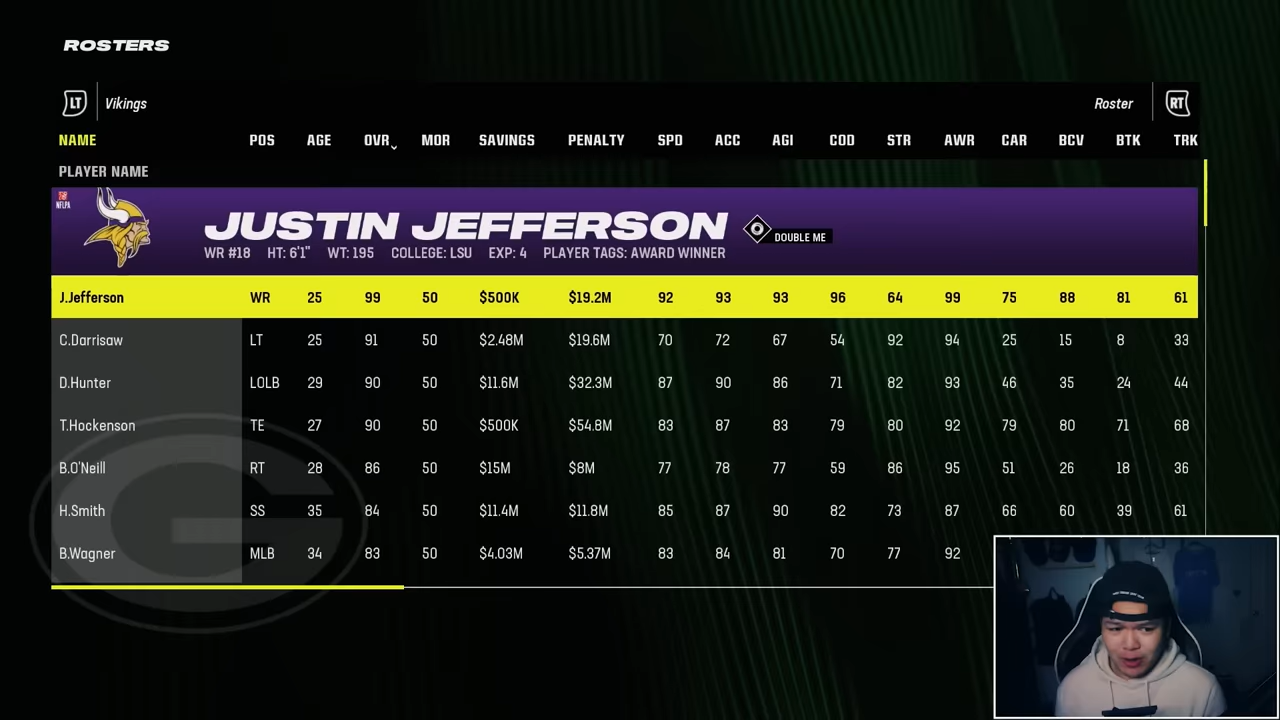 ROSTERS
LT Vikings Roster RT
NAME POS AGE OVR MOR SAVINGS PENALTY SPD ACC AGI COD STR AWR CAR BCV BTK TRK
PLAYER NAME
NFLPA
JUSTIN JEFFERSON DOUBLE ME
WR #18 HT: 6'1" WT: 195 COLLEGE: LSU EXP: 4 PLAYER TAGS: AWARD WINNER
J.Jefferson WR 25 99 50 $500K $19.2M 92 93 93 96 64 99 75 88 81 61
C.Darrisaw LT 25 91 50 $2.48M $19.6M 70 72 67 54 92 94 25 15 8 33
D.Hunter LOLB 29 90 50 $11.6M $32.3M 87 90 86 71 82 93 46 35 24 44
T.Hockenson TE 27 90 50 $500K $54.8M 83 87 83 79 80 92 79 80 71 68
B.O'Neill RT 28 86 50 $15M $8M 77 78 77 59 86 95 51 26 18 36
H.Smith SS 35 84 50 $11.4M $11.8M 85 87 90 82 73 87 66 60 39 61
B.Wagner MLB 34 83 50 $4.03M $5.37M 83 84 81 70 77 92